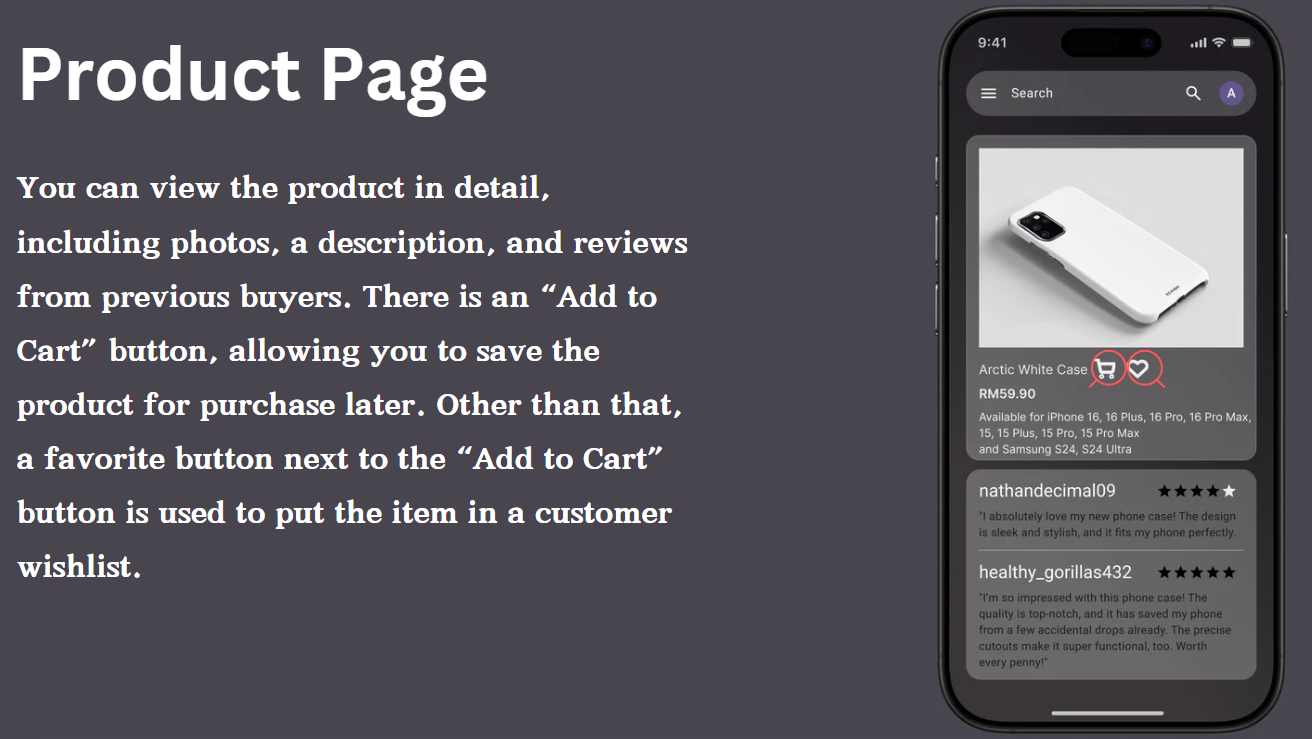 Product Page
You can view the product in detail,
including photos, a description, and reviews
from previous buyers. There is an “Add to
Cart” button, allowing you to save the
product for purchase later. Other than that,
a favorite button next to the “Add to Cart”
button is used to put the item in a customer
wishlist.
9:41
Search
A
Arctic White Case
RM59.90
Available for iPhone 16, 16 Plus, 16 Pro, 16 Pro Max,
15, 15 Plus, 15 Pro, 15 Pro Max
and Samsung S24, S24 Ultra
nathandecimal09
"I absolutely love my new phone case! The design
is sleek and stylish, and it fits my phone perfectly.
healthy_gorillas432
"I'm so impressed with this phone case! The
quality is top-notch, and it has saved my phone
from a few accidental drops already. The precise
cutouts make it super functional, too. Worth
every penny!"